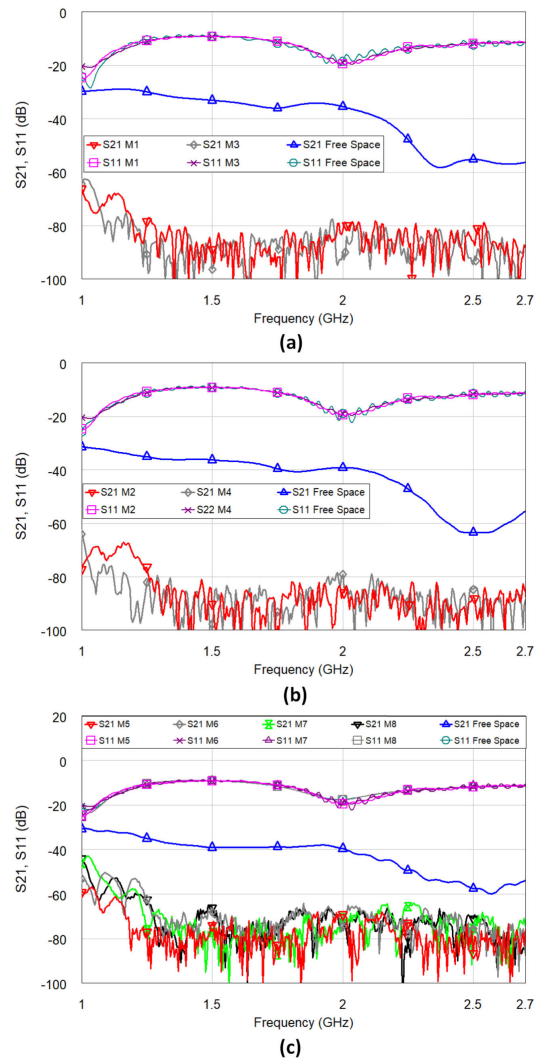 0
-20
-40
-60
-80
-100
S21, S11 (dB)
S21 M1 S21 M3 S21 Free Space
S11 M1 S11 M3 S11 Free Space
1 1.5 2 2.5 2.7
Frequency (GHz)
(a)
0
-20
-40
-60
-80
-100
S21, S11 (dB)
S21 M2 S21 M4 S21 Free Space
S11 M2 S22 M4 S11 Free Space
1 1.5 2 2.5 2.7
Frequency (GHz)
(b)
20
0
-20
-40
-60
-80
-100
S21, S11 (dB)
S21 M5 S21 M6 S21 M7 S21 M8 S21 Free Space
S11 M5 S11 M6 S11 M7 S11 M8 S11 Free Space
1 1.5 2 2.5 2.7
Frequency (GHz)
(c)